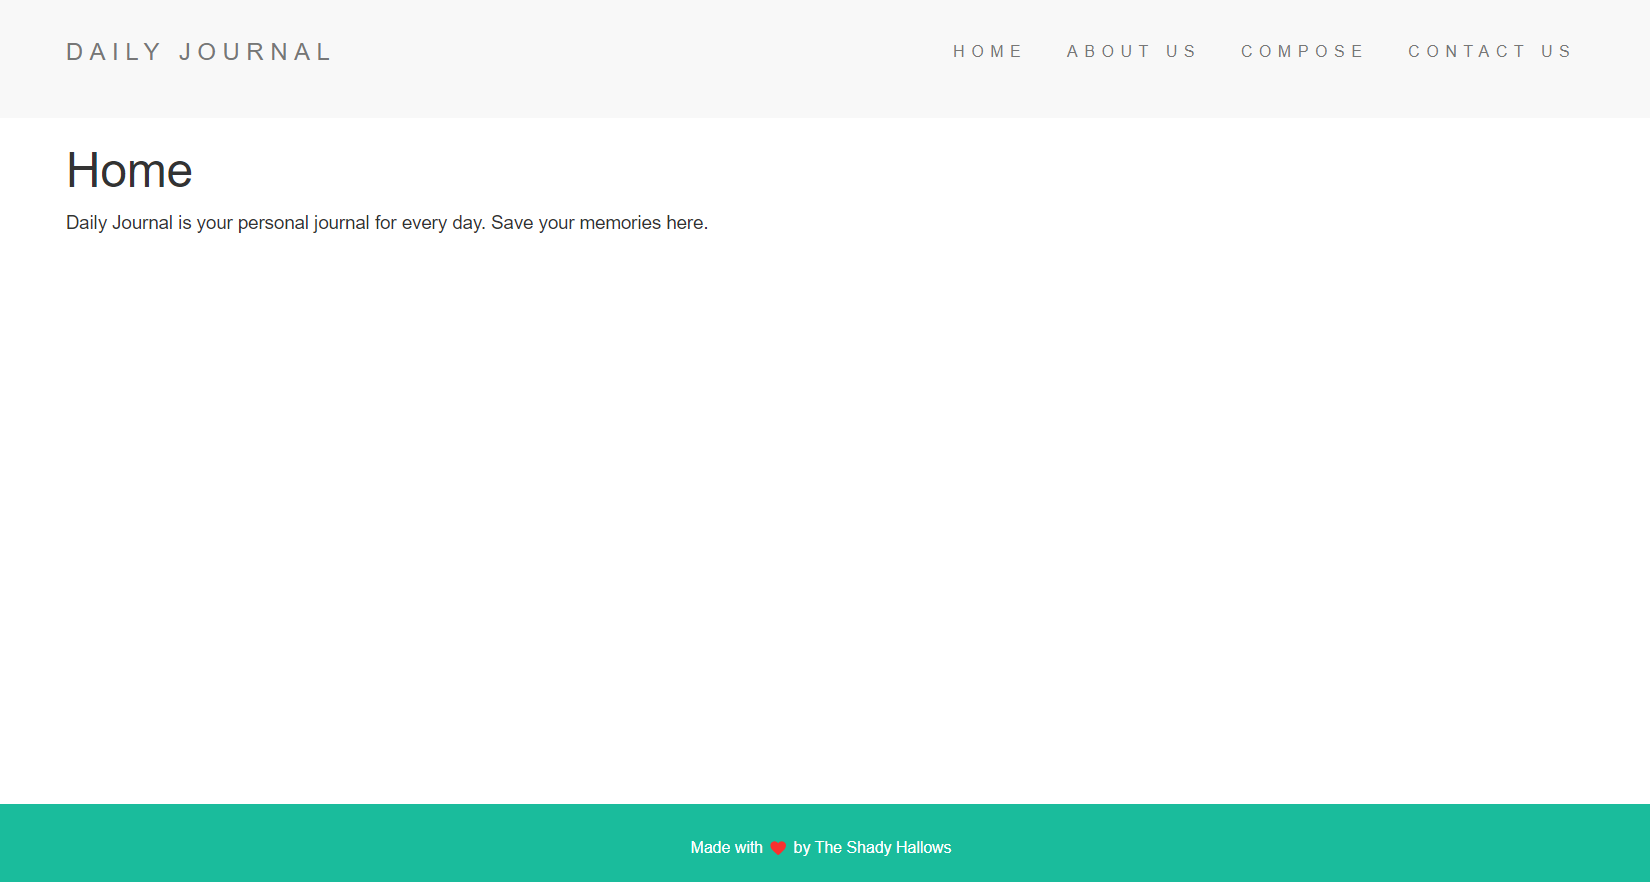 DAILY JOURNAL
HOME ABOUT US COMPOSE CONTACT US
Home
Daily Journal is your personal journal for every day. Save your memories here.
Made with ❤ by The Shady Hallows